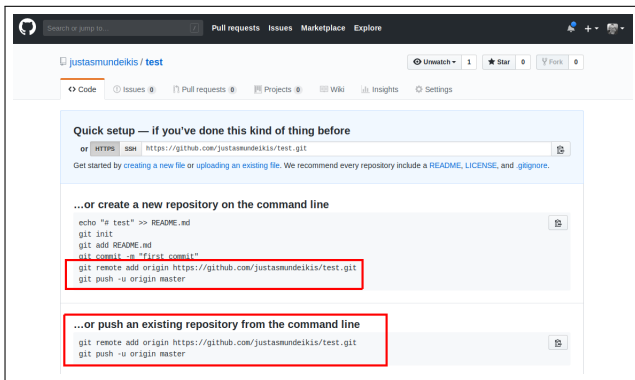 Search or jump to...
/
Pull requests Issues Marketplace Explore
justasmundeikis / test
Unwatch 1 Star 0 Fork 0
Code Issues 0 Pull requests 0 Projects 0 Wiki Insights Settings
Quick setup — if you’ve done this kind of thing before
or HTTPS SSH https://github.com/justasmundeikis/test.git
Get started by creating a new file or uploading an existing file. We recommend every repository include a README, LICENSE, and .gitignore.
…or create a new repository on the command line
echo "# test" >> README.md
git init
git add README.md
git commit -m "first commit"
git remote add origin https://github.com/justasmundeikis/test.git
git push -u origin master
…or push an existing repository from the command line
git remote add origin https://github.com/justasmundeikis/test.git
git push -u origin master